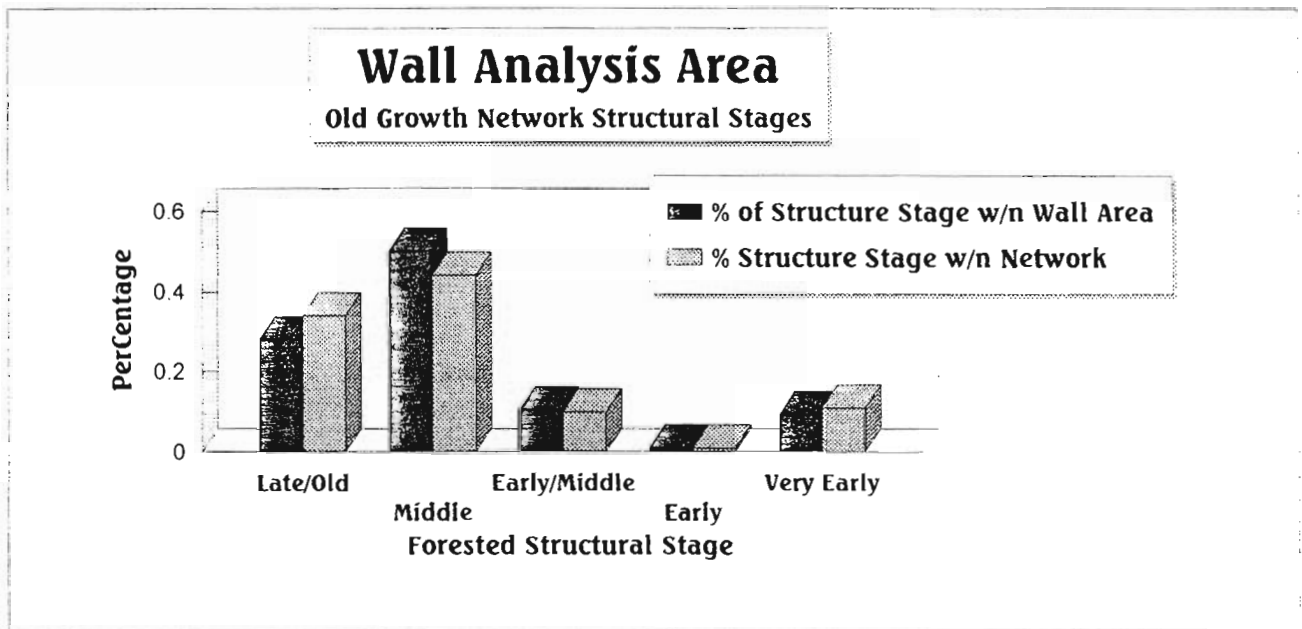 Wall Analysis Area
Old Growth Network Structural Stages
% of Structure Stage w/n Wall Area
% Structure Stage w/n Network
PerCentage
0.6
0.4
0.2
0
Late/Old
Middle
Early/Middle
Early
Very Early
Forested Structural Stage